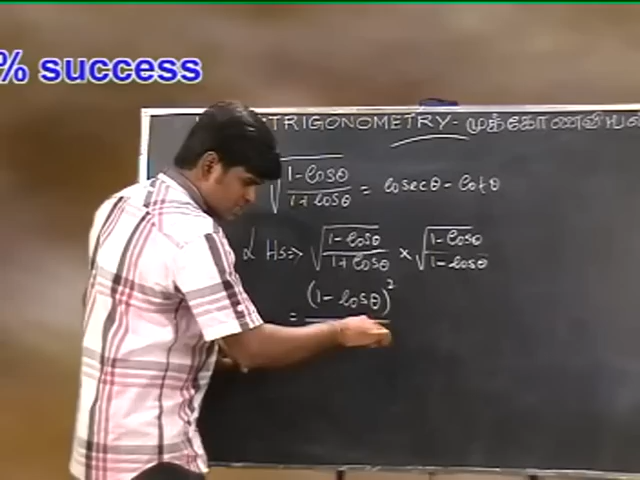 % success
TRIGONOMETRY - முக்கோணவியல்
√((1-cosθ)/(1+cosθ)) = cosecθ - cotθ
L Hs => √((1-cosθ)/(1+cosθ)) × √((1-cosθ)/(1-cosθ))
= (1-cosθ)²